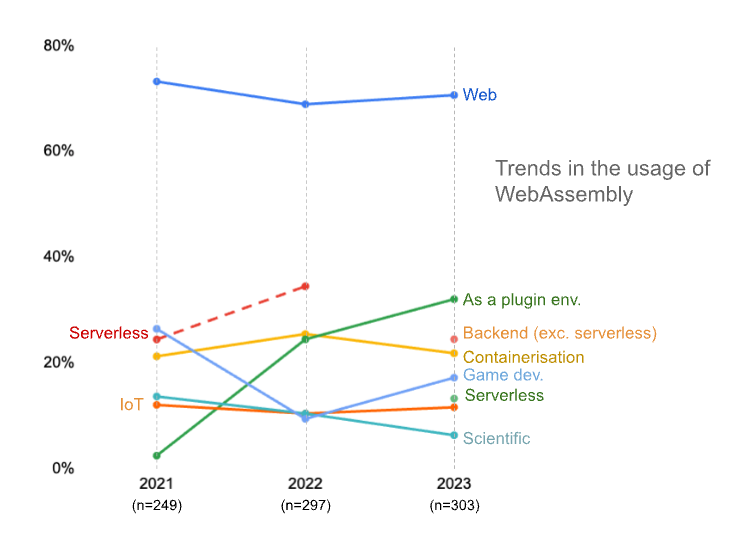 80%
Web
60%
Trends in the usage of
WebAssembly
40%
As a plugin env.
Serverless
Backend (exc. serverless)
Containerisation
20%
Game dev.
Serverless
IoT
Scientific
0%
2021 2022 2023
(n=249) (n=297) (n=303)